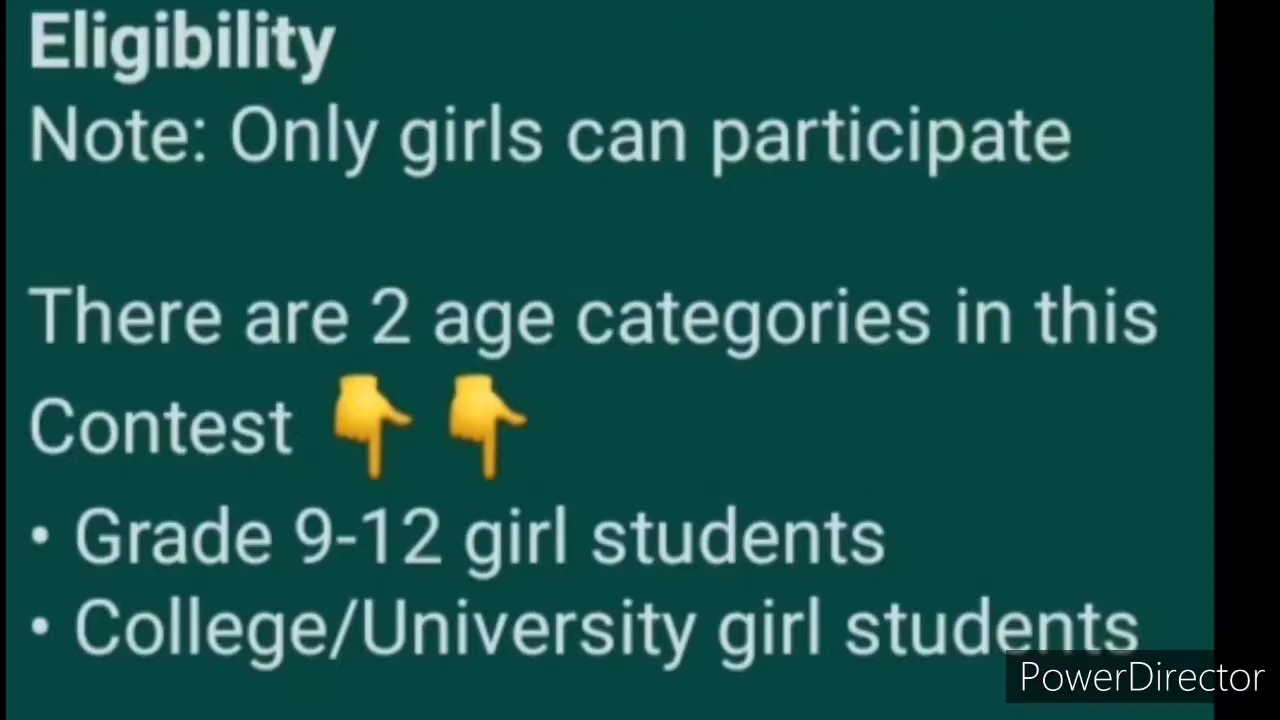 Eligibility
Note: Only girls can participate
There are 2 age categories in this
Contest 👇 👇
• Grade 9-12 girl students
• College/University girl students
PowerDirector